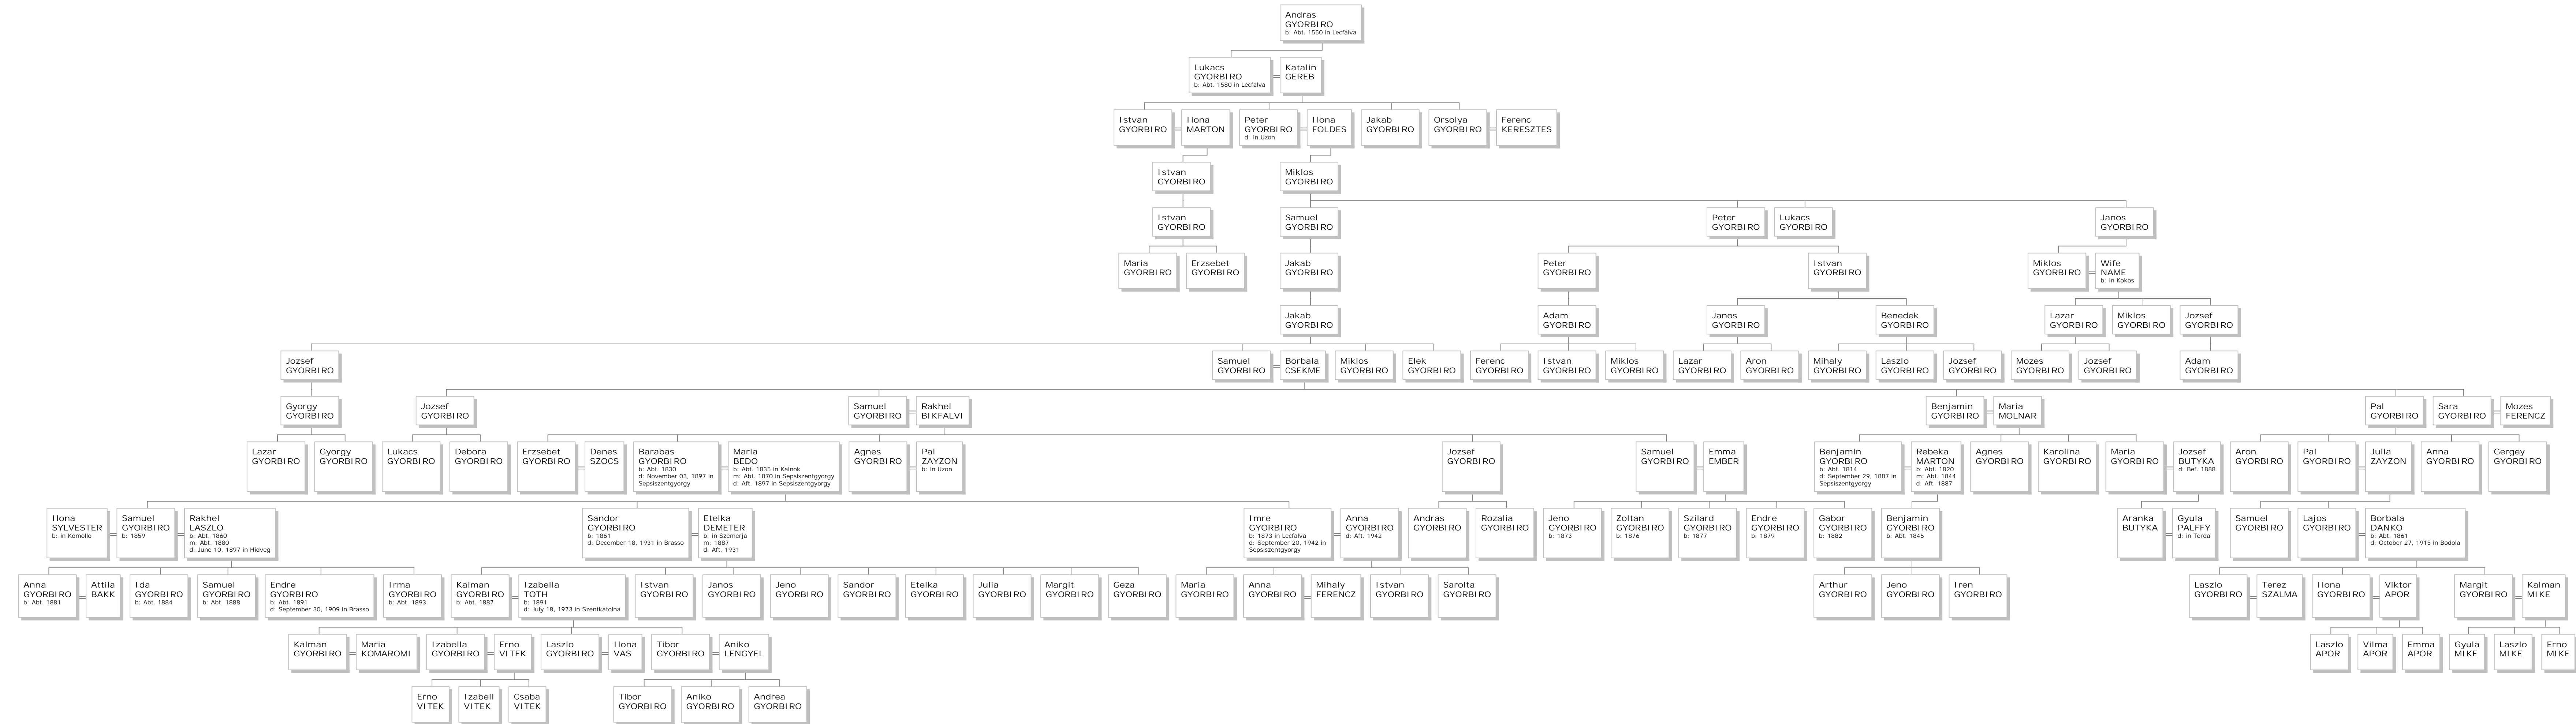 Andras
GYORBIRO
b: Abt. 1550 in Lecfalva
Lukacs
GYORBIRO
b: Abt. 1580 in Lecfalva
Katalin
GEREB
Istvan
GYORBIRO
Ilona
MARTON
Peter
GYORBIRO
d: in Uzon
Ilona
FOLDES
Jakab
GYORBIRO
Orsolya
GYORBIRO
Ferenc
KERESZTES
Istvan
GYORBIRO
Miklos
GYORBIRO
Istvan
GYORBIRO
Samuel
GYORBIRO
Peter
GYORBIRO
Lukacs
GYORBIRO
Janos
GYORBIRO
Maria
GYORBIRO
Erzsebet
GYORBIRO
Jakab
GYORBIRO
Peter
GYORBIRO
Istvan
GYORBIRO
Miklos
GYORBIRO
Wife
NAME
b: in Kokos
Jakab
GYORBIRO
Adam
GYORBIRO
Janos
GYORBIRO
Benedek
GYORBIRO
Lazar
GYORBIRO
Miklos
GYORBIRO
Jozsef
GYORBIRO
Jozsef
GYORBIRO
Samuel
GYORBIRO
Borbala
CSEKME
Miklos
GYORBIRO
Elek
GYORBIRO
Ferenc
GYORBIRO
Istvan
GYORBIRO
Miklos
GYORBIRO
Lazar
GYORBIRO
Aron
GYORBIRO
Mihaly
GYORBIRO
Laszlo
GYORBIRO
Jozsef
GYORBIRO
Mozes
GYORBIRO
Jozsef
GYORBIRO
Adam
GYORBIRO
Gyorgy
GYORBIRO
Jozsef
GYORBIRO
Samuel
GYORBIRO
Rakhel
BIKFALVI
Benjamin
GYORBIRO
Maria
MOLNAR
Pal
GYORBIRO
Sara
GYORBIRO
Mozes
FERENCZ
Lazar
GYORBIRO
Gyorgy
GYORBIRO
Lukacs
GYORBIRO
Debora
GYORBIRO
Erzsebet
GYORBIRO
Denes
SZOCS
Barabas
GYORBIRO
b: Abt. 1830
d: November 03, 1897 in
Sepsiszentgyorgy
Maria
BEDO
b: Abt. 1835 in Kalnok
m: Abt. 1870 in Sepsiszentgyorgy
d: Aft. 1897 in Sepsiszentgyorgy
Agnes
GYORBIRO
Pal
ZAYZON
b: in Uzon
Jozsef
GYORBIRO
Samuel
GYORBIRO
Emma
EMBER
Benjamin
GYORBIRO
b: Abt. 1814
d: September 29, 1887 in
Sepsiszentgyorgy
Rebeka
MARTON
b: Abt. 1820
m: Abt. 1844
d: Aft. 1887
Agnes
GYORBIRO
Karolina
GYORBIRO
Maria
GYORBIRO
Jozsef
BUTYKA
d: Bef. 1888
Aron
GYORBIRO
Pal
GYORBIRO
Julia
ZAYZON
Anna
GYORBIRO
Gergey
GYORBIRO
Ilona
SYLVESTER
b: in Komollo
Samuel
GYORBIRO
b: 1859
Rakhel
LASZLO
b: Abt. 1860
m: Abt. 1880
d: June 10, 1897 in Hidveg
Sandor
GYORBIRO
b: 1861
d: December 18, 1931 in Brasso
Etelka
DEMETER
b: in Szemerja
m: 1887
d: Aft. 1931
Imre
GYORBIRO
b: 1873 in Lecfalva
d: September 20, 1942 in
Sepsiszentgyorgy
Anna
GYORBIRO
d: Aft. 1942
Andras
GYORBIRO
Rozalia
GYORBIRO
Jeno
GYORBIRO
b: 1873
Zoltan
GYORBIRO
b: 1876
Szilard
GYORBIRO
b: 1877
Endre
GYORBIRO
b: 1879
Gabor
GYORBIRO
b: 1882
Benjamin
GYORBIRO
b: Abt. 1845
Aranka
BUTYKA
Gyula
PALFFY
d: in Torda
Samuel
GYORBIRO
Lajos
GYORBIRO
Borbala
DANKO
b: Abt. 1861
d: October 27, 1915 in Bodola
Anna
GYORBIRO
b: Abt. 1881
Attila
BAKK
Ida
GYORBIRO
b: Abt. 1884
Samuel
GYORBIRO
b: Abt. 1888
Endre
GYORBIRO
b: Abt. 1891
d: September 30, 1909 in Brasso
Irma
GYORBIRO
b: Abt. 1893
Kalman
GYORBIRO
b: Abt. 1887
Izabella
TOTH
b: 1891
d: July 18, 1973 in Szentkatolna
Istvan
GYORBIRO
Janos
GYORBIRO
Jeno
GYORBIRO
Sandor
GYORBIRO
Etelka
GYORBIRO
Julia
GYORBIRO
Margit
GYORBIRO
Geza
GYORBIRO
Maria
GYORBIRO
Anna
GYORBIRO
Mihaly
FERENCZ
Istvan
GYORBIRO
Sarolta
GYORBIRO
Arthur
GYORBIRO
Jeno
GYORBIRO
Iren
GYORBIRO
Laszlo
GYORBIRO
Terez
SZALMA
Ilona
GYORBIRO
Viktor
APOR
Margit
GYORBIRO
Kalman
MIKE
Kalman
GYORBIRO
Maria
KOMAROMI
Izabella
GYORBIRO
Erno
VITEK
Laszlo
GYORBIRO
Ilona
VAS
Tibor
GYORBIRO
Aniko
LENGYEL
Laszlo
APOR
Vilma
APOR
Emma
APOR
Gyula
MIKE
Laszlo
MIKE
Erno
MIKE
Erno
VITEK
Izabell
VITEK
Csaba
VITEK
Tibor
GYORBIRO
Aniko
GYORBIRO
Andrea
GYORBIRO